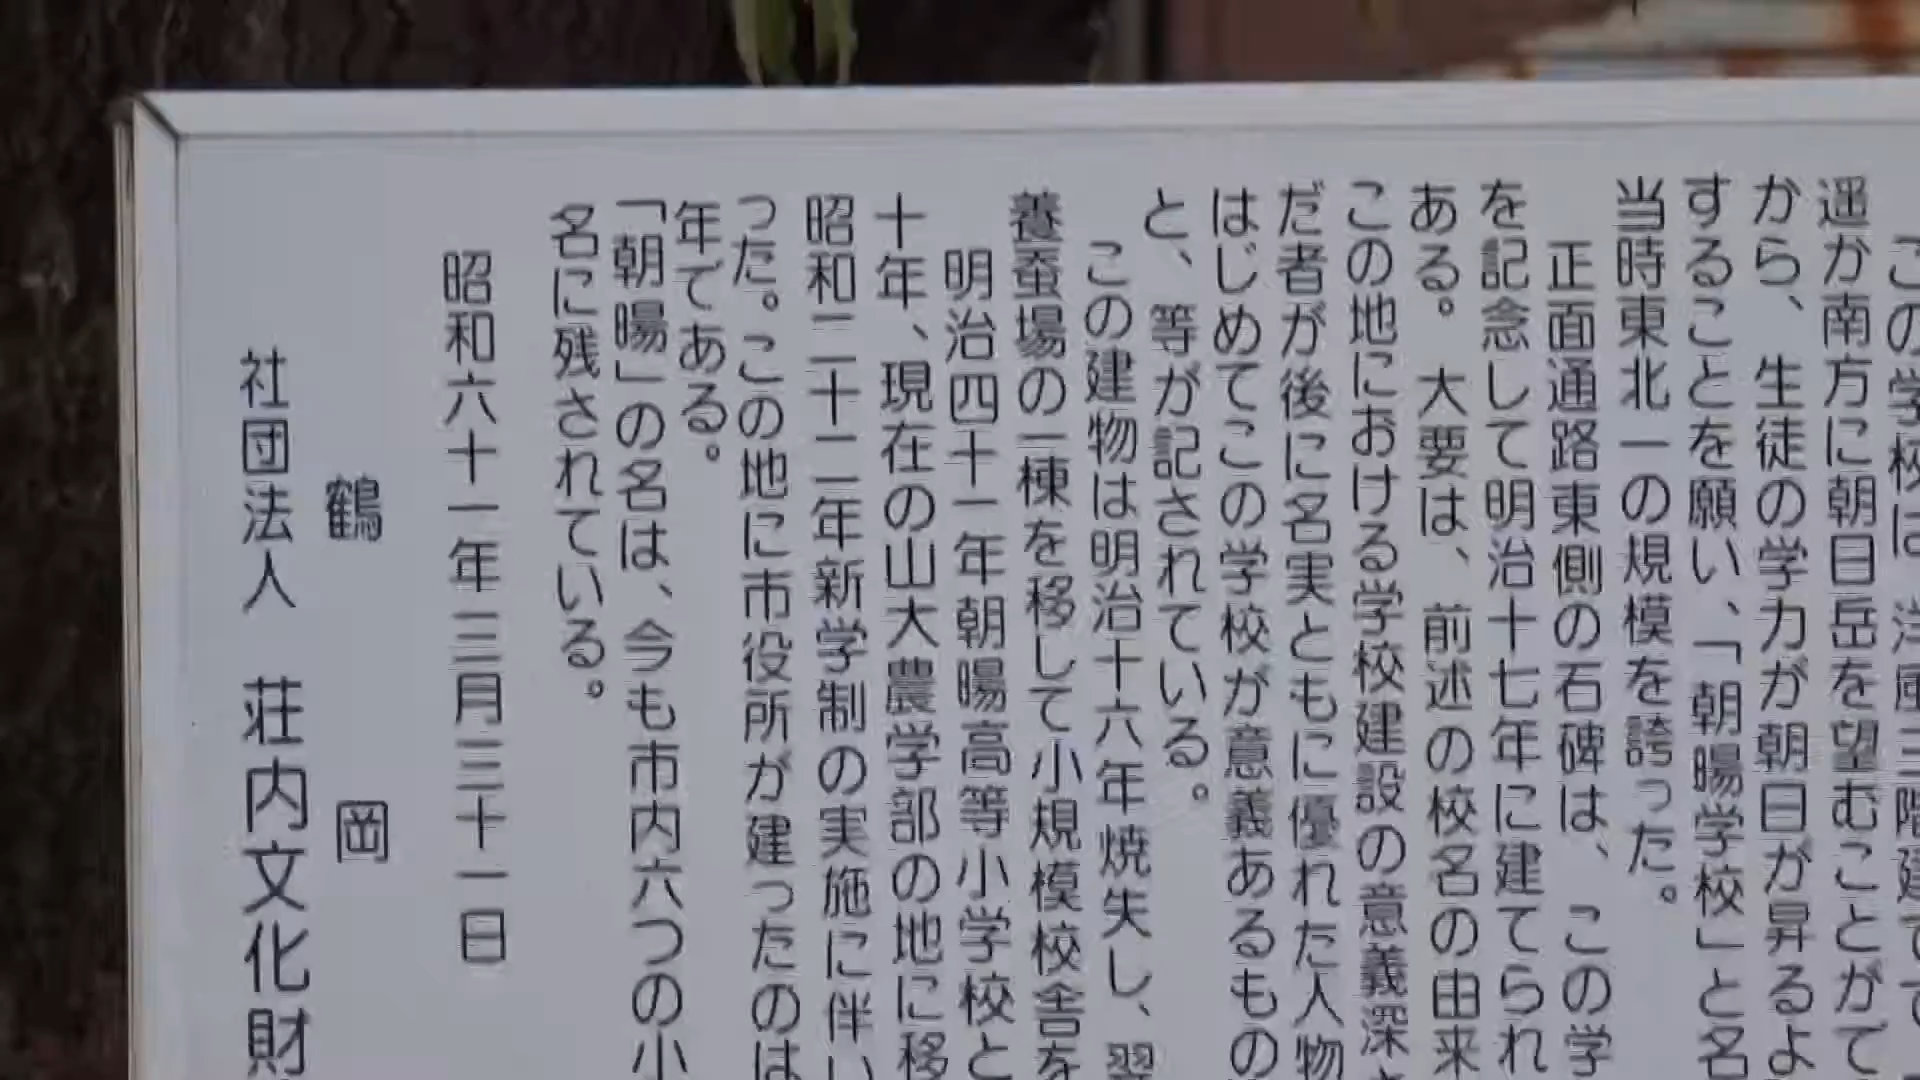 この学校は、洋風三階建て
遥か南方に朝日岳を望むことがで
から、生徒の学力が朝日が昇るよ
することを願い、「朝暘学校」と名
当時東北一の規模を誇った。
正面通路東側の石碑は、この学
を記念して明治十七年に建てられ
ある。大要は、前述の校名の由来
この地における学校建設の意義深
だ者が後に名実ともに優れた人物
はじめてこの学校が意義あるもの
と、等が記されている。
この建物は明治十六年焼失し、翌
養蚕場の一棟を移して小規模校舎を
明治四十一年朝暘高等小学校と
十年、現在の山大農学部の地に移
昭和二十二年新学制の実施に伴い
った。この地に市役所が建ったのは
年である。
「朝暘」の名は、今も市内六つの小
名に残されている。
昭和六十一年三月三十一日
鶴岡
社団法人 荘内文化財